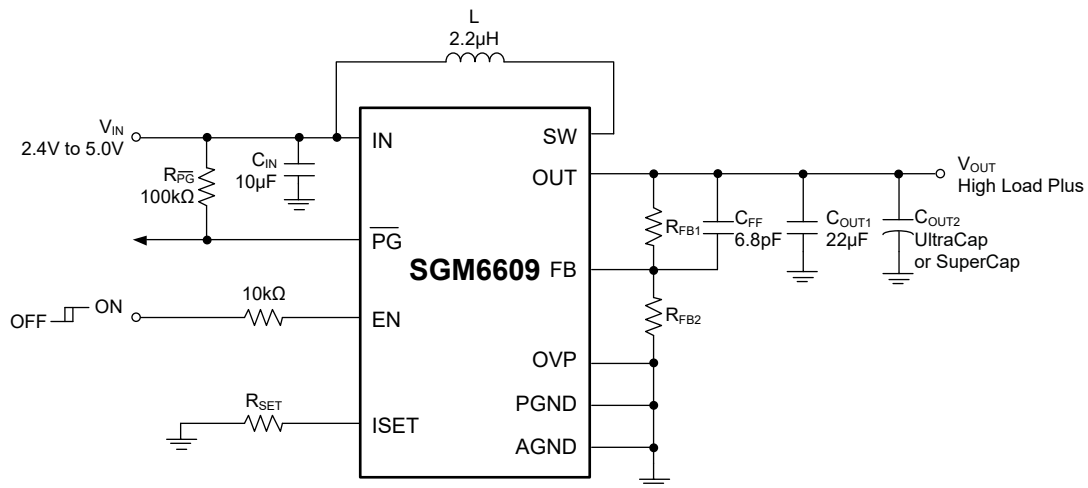 L
2.2µH
VIN
2.4V to 5.0V
RPG
100kΩ
CIN
10µF
IN
SW
OUT
VOUT
High Load Plus
PG
SGM6609
FB
RFB1
CFF
6.8pF
COUT1
22µF
COUT2
UltraCap
or SuperCap
OFF
ON
10kΩ
EN
RFB2
OVP
PGND
RSET
ISET
AGND